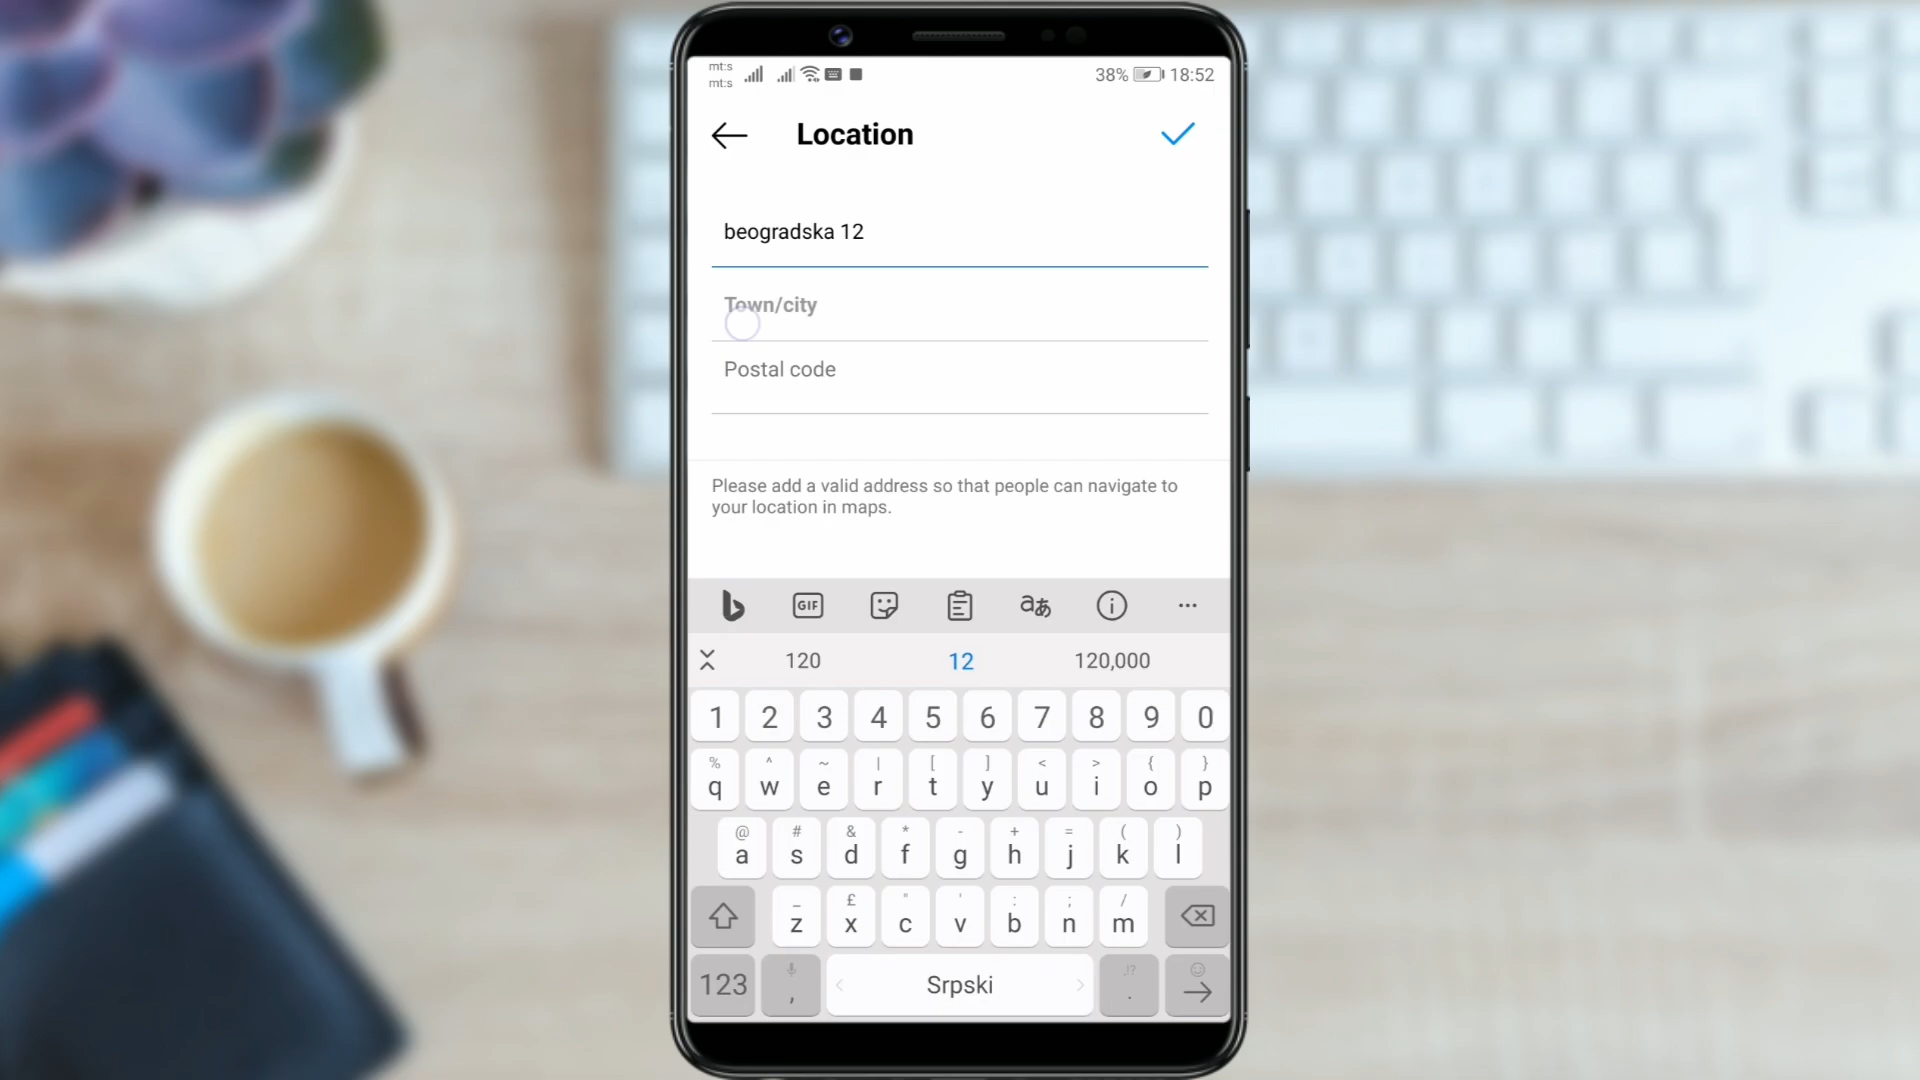 mt:s
mt:s
38% 18:52
Location
beogradska 12
Town/city
Postal code
Please add a valid address so that people can navigate to
your location in maps.
GIF
aあ
120 12 120,000
1 2 3 4 5 6 7 8 9 0
% ^ ~ | [ ] < > { }
q w e r t y u i o p
@ # & * - + = ( )
a s d f g h j k l
_ £ " ' : ; /
z x c v b n m
123 , Srpski .
,!?